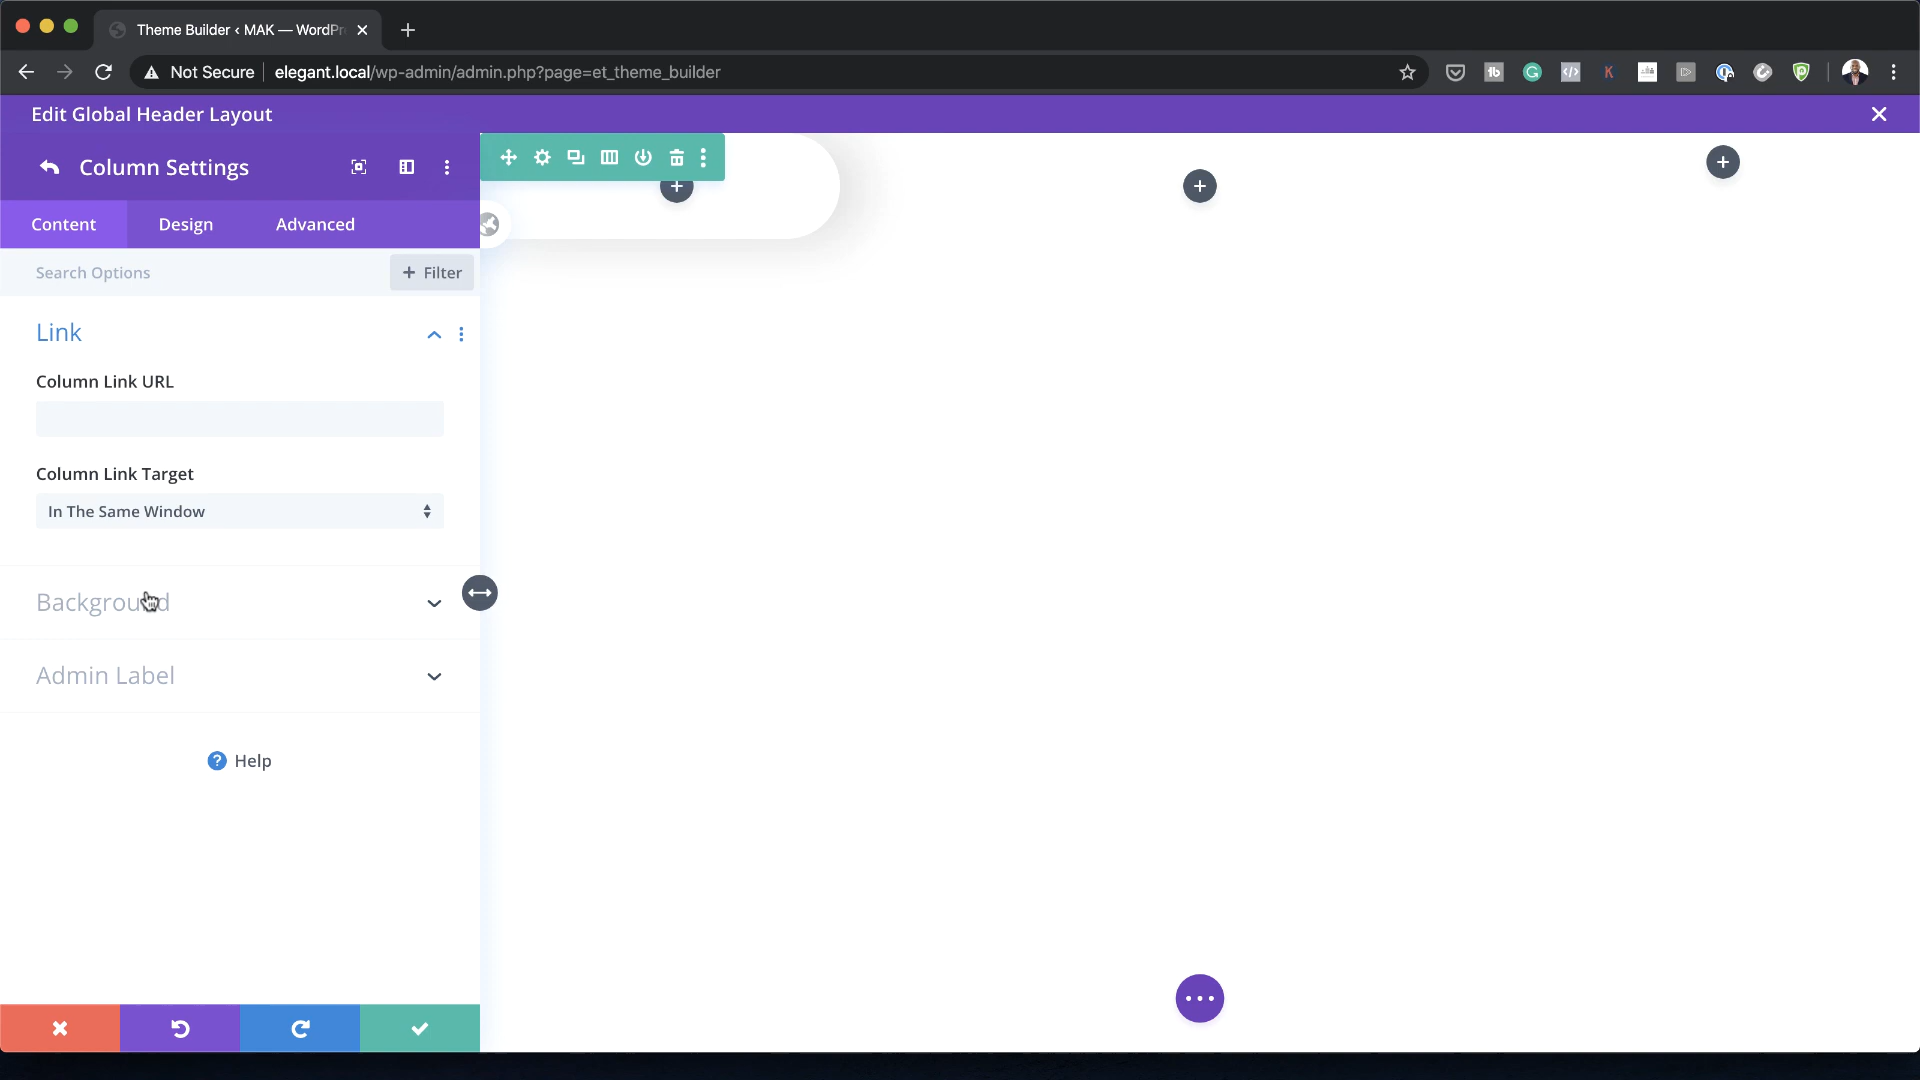 Theme Builder ‹ MAK — WordPr
Not Secure
elegant.local/wp-admin/admin.php?page=et_theme_builder
Edit Global Header Layout
Column Settings
Content
Design
Advanced
Search Options
+ Filter
Link
Column Link URL
Column Link Target
In The Same Window
Background
Admin Label
? Help